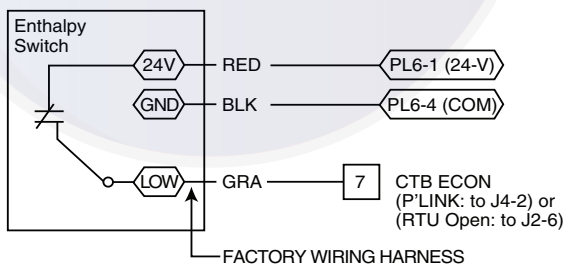 Enthalpy
Switch
24V RED PL6-1 (24-V)
GND BLK PL6-4 (COM)
LOW GRA 7 CTB ECON
(P'LINK: to J4-2) or
(RTU Open: to J2-6)
FACTORY WIRING HARNESS